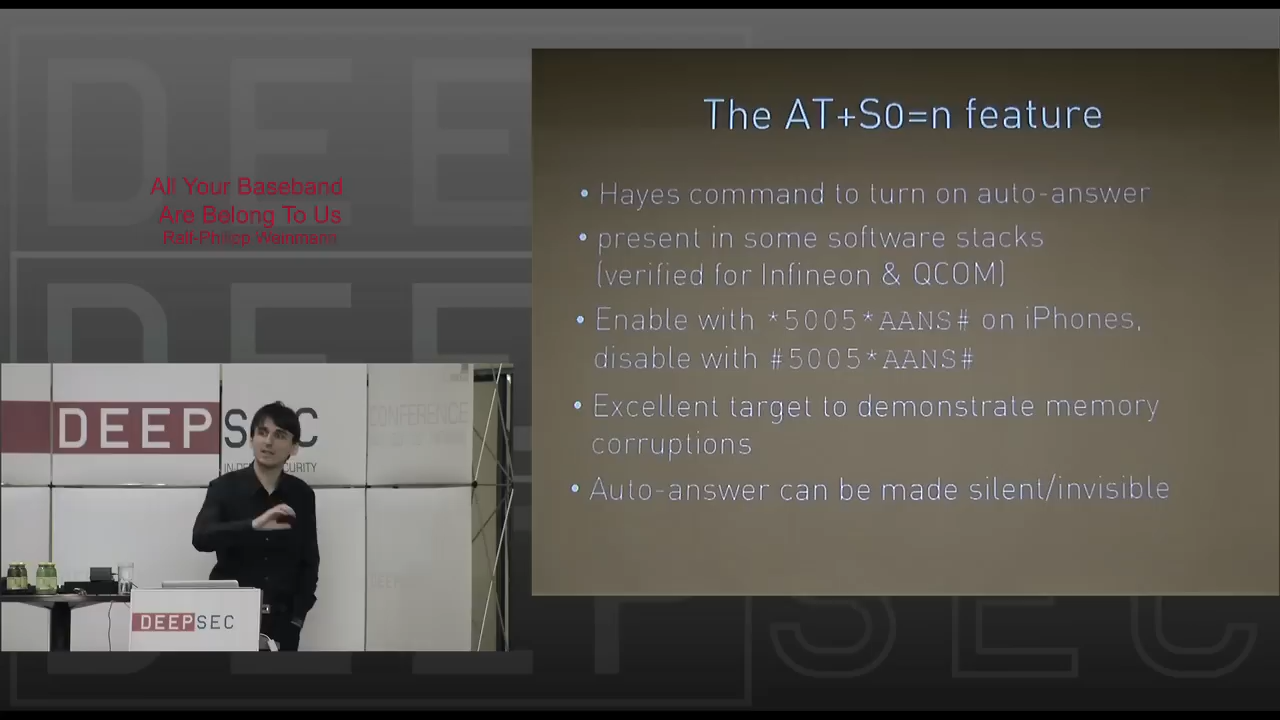 All Your Baseband
Are Belong To Us
Ralf-Philipp Weinmann
The AT+S0=n feature
• Hayes command to turn on auto-answer
• present in some software stacks
(verified for Infineon & QCOM)
• Enable with *5005*AANS# on iPhones,
disable with #5005*AANS#
• Excellent target to demonstrate memory
corruptions
• Auto-answer can be made silent/invisible
DEEPSEC
CONFERENCE
DEEPSEC